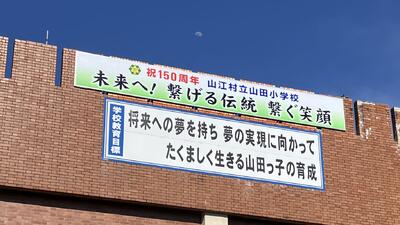 祝150周年 山江村立山田小学校
未来へ! 繋げる伝統 繋ぐ笑顔
学校教育目標
将来への夢を持ち 夢の実現に向かって
たくましく生きる山田っ子の育成